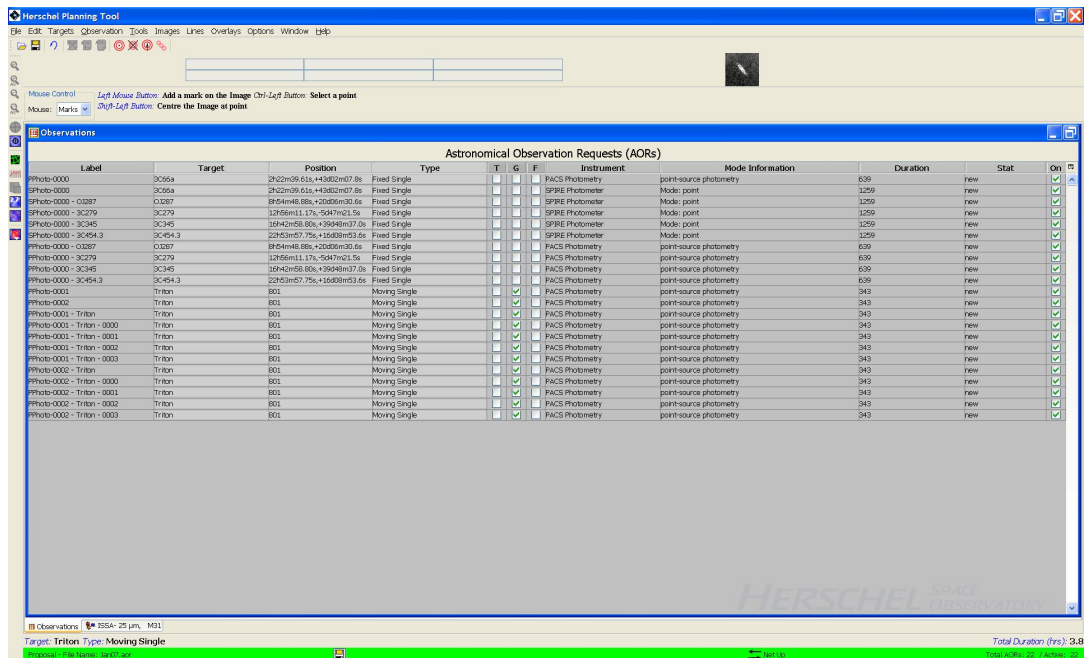 Herschel Planning Tool
File Edit Targets Observation Tools Images Lines Overlays Options Window Help
Mouse Control
Left Mouse Button: Add a mark on the Image Ctrl-Left Button: Select a point
Mouse: Marks Shift-Left Button: Centre the Image at point
Observations
Astronomical Observation Requests (AORs)
Label Target Position Type T G F Instrument Mode Information Duration Stat On
PPhoto-0000 3C66a 2h22m39.61s,+43d02m07.8s Fixed Single PACS Photometry point-source photometry 639 new
SPhoto-0000 3C66a 2h22m39.61s,+43d02m07.8s Fixed Single SPIRE Photometer Mode: point 1259 new
SPhoto-0000 - OJ287 OJ287 8h54m48.88s,+20d06m30.6s Fixed Single SPIRE Photometer Mode: point 1259 new
SPhoto-0000 - 3C279 3C279 12h56m11.17s,-5d47m21.5s Fixed Single SPIRE Photometer Mode: point 1259 new
SPhoto-0000 - 3C345 3C345 16h42m58.80s,+39d48m37.0s Fixed Single SPIRE Photometer Mode: point 1259 new
SPhoto-0000 - 3C454.3 3C454.3 22h53m57.75s,+16d08m53.6s Fixed Single SPIRE Photometer Mode: point 1259 new
PPhoto-0000 - OJ287 OJ287 8h54m48.88s,+20d06m30.6s Fixed Single PACS Photometry point-source photometry 639 new
PPhoto-0000 - 3C279 3C279 12h56m11.17s,-5d47m21.5s Fixed Single PACS Photometry point-source photometry 639 new
PPhoto-0000 - 3C345 3C345 16h42m58.80s,+39d48m37.0s Fixed Single PACS Photometry point-source photometry 639 new
PPhoto-0000 - 3C454.3 3C454.3 22h53m57.75s,+16d08m53.6s Fixed Single PACS Photometry point-source photometry 639 new
PPhoto-0001 Triton 801 Moving Single PACS Photometry point-source photometry 343 new
PPhoto-0002 Triton 801 Moving Single PACS Photometry point-source photometry 343 new
PPhoto-0001 - Triton Triton 801 Moving Single PACS Photometry point-source photometry 343 new
PPhoto-0001 - Triton - 0000 Triton 801 Moving Single PACS Photometry point-source photometry 343 new
PPhoto-0001 - Triton - 0001 Triton 801 Moving Single PACS Photometry point-source photometry 343 new
PPhoto-0001 - Triton - 0002 Triton 801 Moving Single PACS Photometry point-source photometry 343 new
PPhoto-0001 - Triton - 0003 Triton 801 Moving Single PACS Photometry point-source photometry 343 new
PPhoto-0002 - Triton Triton 801 Moving Single PACS Photometry point-source photometry 343 new
PPhoto-0002 - Triton - 0000 Triton 801 Moving Single PACS Photometry point-source photometry 343 new
PPhoto-0002 - Triton - 0001 Triton 801 Moving Single PACS Photometry point-source photometry 343 new
PPhoto-0002 - Triton - 0002 Triton 801 Moving Single PACS Photometry point-source photometry 343 new
PPhoto-0002 - Triton - 0003 Triton 801 Moving Single PACS Photometry point-source photometry 343 new
HERSCHEL SPACE OBSERVATORY
Observations ISSA- 25 µm, M31
Target: Triton Type: Moving Single Total Duration (hrs): 3.8
Proposal - File Name: Jan07.aor Net Up Total AORs: 22 / Active: 22